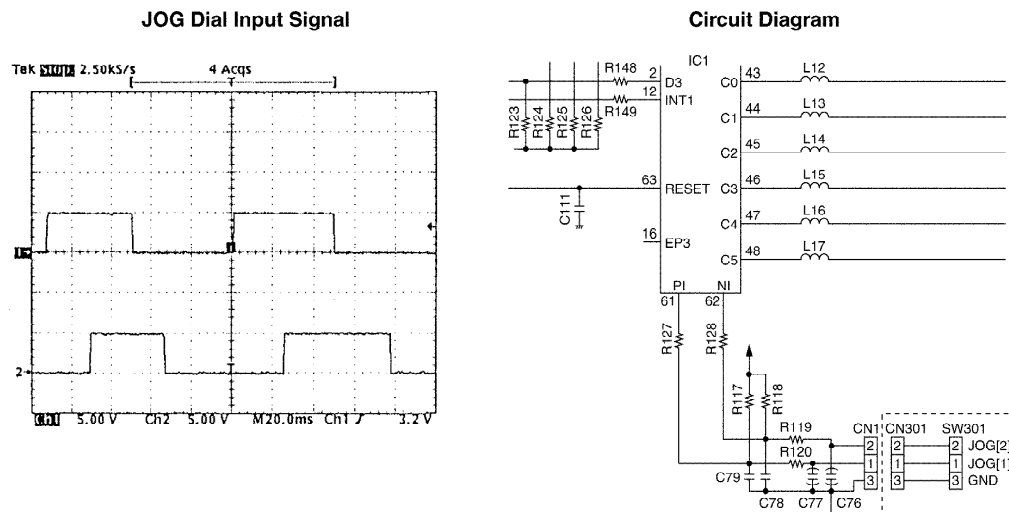 JOG Dial Input Signal
Circuit Diagram
Tek 2.50kS/s
4 Acqs
1
2
Ch1 5.00 V Ch2 5.00 V M20.0ms Ch1 3.2 V
IC1
R148
2
D3
12
INT1
R149
R123
R124
R125
R126
63
RESET
C111
16
EP3
C0
43
L12
C1
44
L13
C2
45
L14
C3
46
L15
C4
47
L16
C5
48
L17
PI
NI
61
62
R127
R128
R117
R118
R119
R120
CN1
CN301
SW301
2
2
2
JOG[2]
1
1
1
JOG[1]
3
3
3
GND
C79
C78
C77
C76